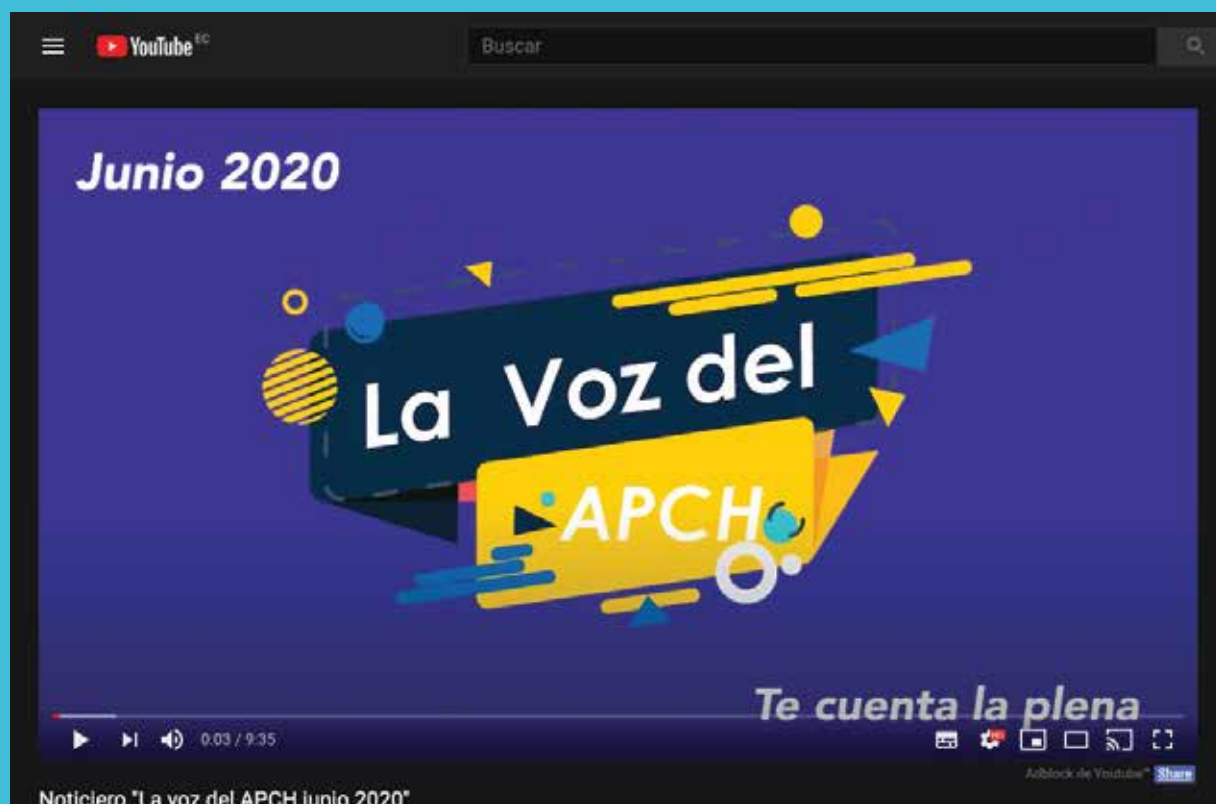 YouTube EC
Buscar
Junio 2020
La Voz del
APCH
Te cuenta la plena
0:03 / 9:35
Adblock de Youtube™ Share
Noticiero "La voz del APCH junio 2020"